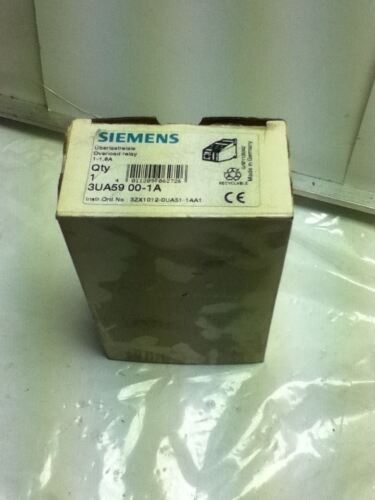 SIEMENS
Überlastrelais
Overload relay
1-1,6A
Qty
1
3UA59 00-1A
Instr.Ord.No. 3ZX1012-0UA51-1AA1
RECYCLABLE
Made in Germany
CE